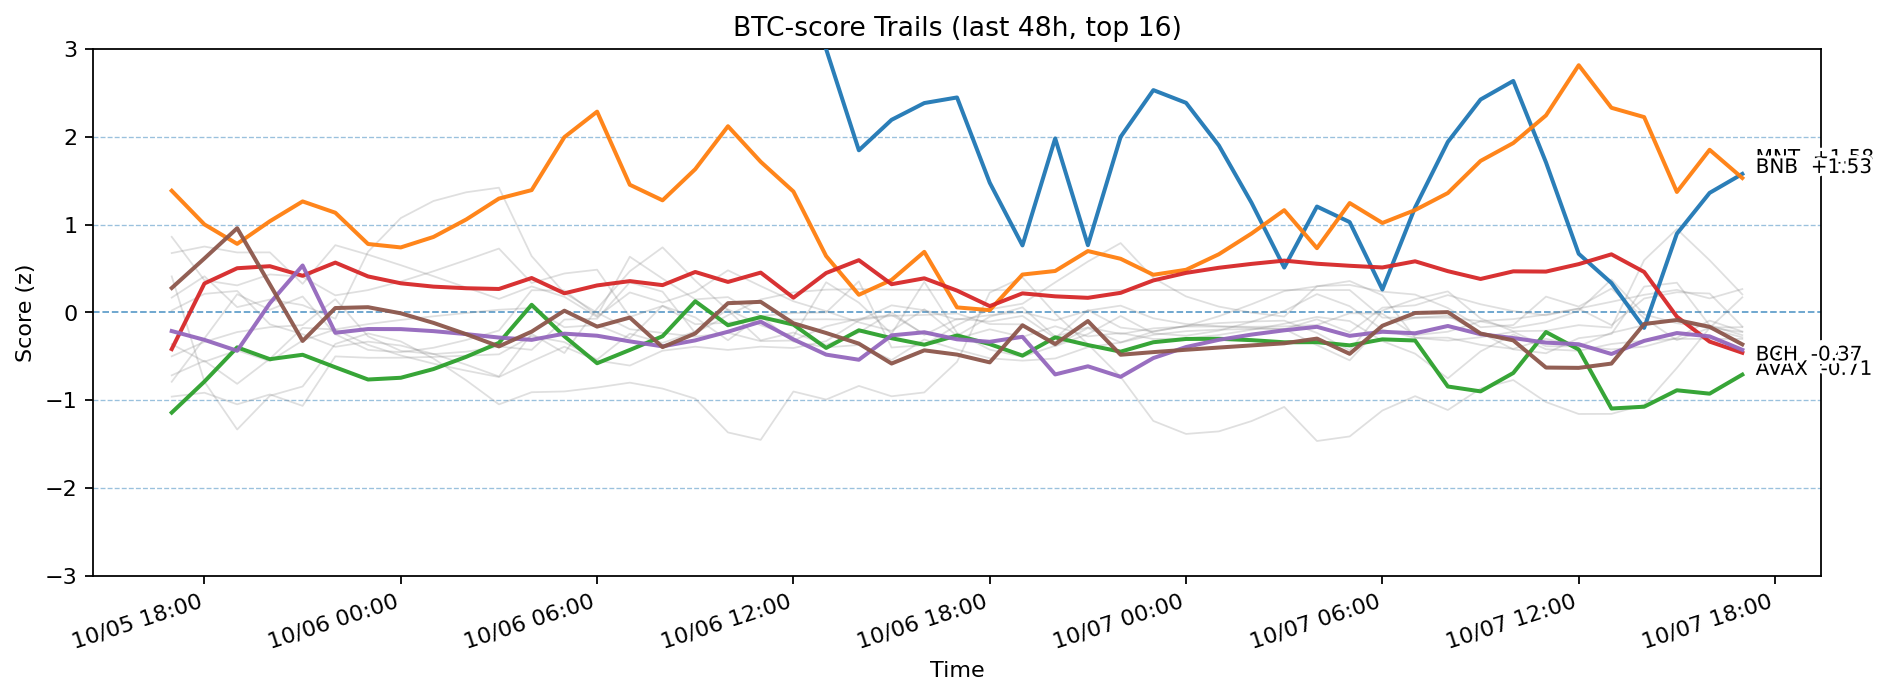 BTC-score Trails (last 48h, top 16)
Score (z)
3
2
1
0
−1
−2
−3
MNT +1.58
BNB +1.53
BCH -0.37
AVAX -0.71
10/05 18:00
10/06 00:00
10/06 06:00
10/06 12:00
10/06 18:00
10/07 00:00
10/07 06:00
10/07 12:00
10/07 18:00
Time